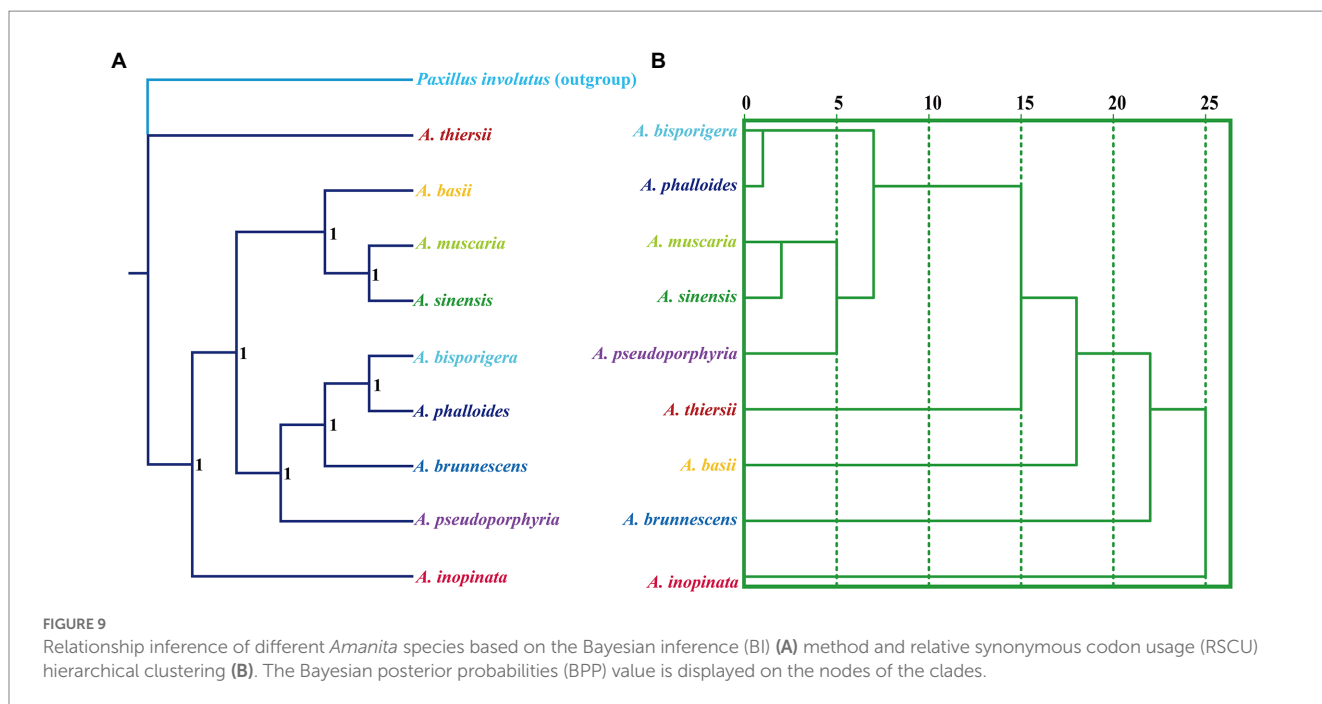 A
Paxillus involutus (outgroup)
A. thiersii
A. basii
1
A. muscaria
1
A. sinensis
1
A. bisporigera
1
A. phalloides
1
A. brunnescens
1
A. pseudoporphyria
1
A. inopinata
B
0 5 10 15 20 25
A. bisporigera
A. phalloides
A. muscaria
A. sinensis
A. pseudoporphyria
A. thiersii
A. basii
A. brunnescens
A. inopinata
FIGURE 9
Relationship inference of different Amanita species based on the Bayesian inference (BI) (A) method and relative synonymous codon usage (RSCU)
hierarchical clustering (B). The Bayesian posterior probabilities (BPP) value is displayed on the nodes of the clades.